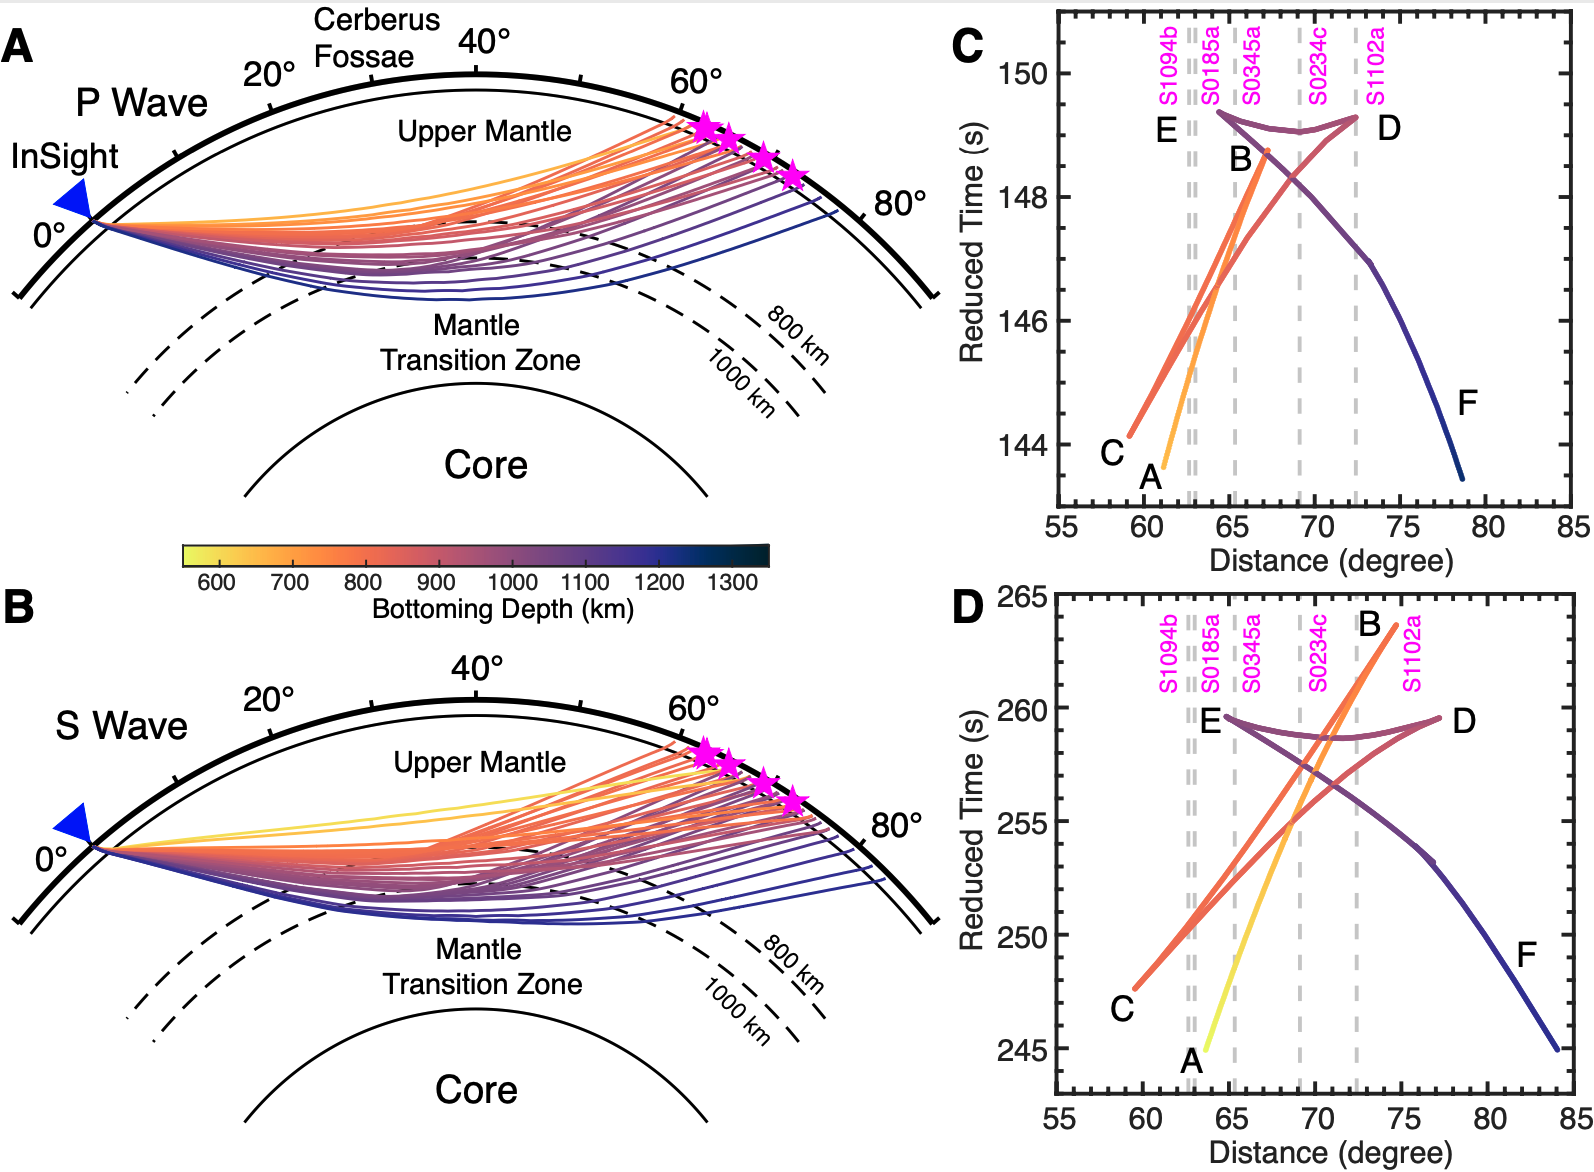 A
Cerberus
Fossae
40°
20°
60°
P Wave
InSight
Upper Mantle
0°
80°
Mantle
Transition Zone
800 km
1000 km
Core
600 700 800 900 1000 1100 1200 1300
Bottoming Depth (km)
B
40°
20°
60°
S Wave
Upper Mantle
0°
80°
Mantle
Transition Zone
800 km
1000 km
Core
C
S1094b
S0185a
S0345a
S0234c
S1102a
150
148
146
144
Reduced Time (s)
E
D
B
F
C
A
55 60 65 70 75 80 85
Distance (degree)
D
265
260
255
250
245
Reduced Time (s)
S1094b
S0185a
S0345a
S0234c
S1102a
B
E
D
F
C
A
55 60 65 70 75 80 85
Distance (degree)